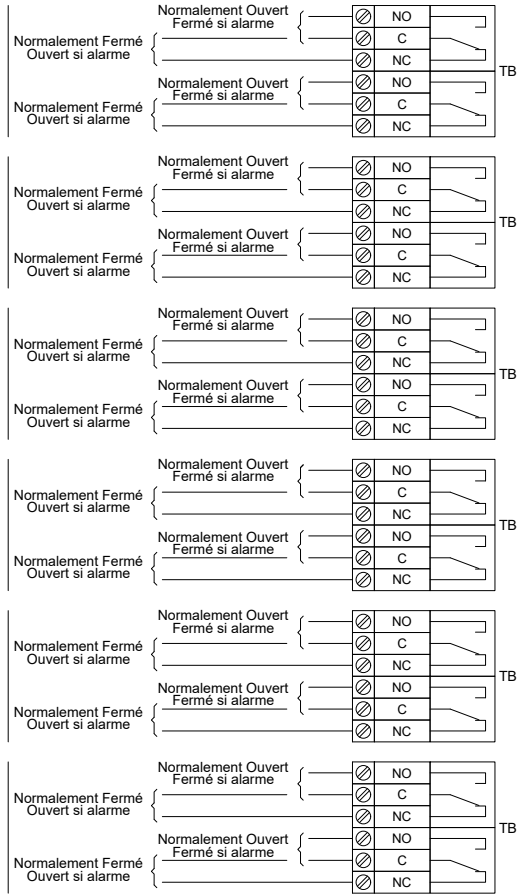 Normalement Ouvert
Fermé si alarme
NO
Normalement Fermé
Ouvert si alarme
C
NC
TB
Normalement Ouvert
Fermé si alarme
NO
Normalement Fermé
Ouvert si alarme
C
NC
Normalement Ouvert
Fermé si alarme
NO
Normalement Fermé
Ouvert si alarme
C
NC
TB
Normalement Ouvert
Fermé si alarme
NO
Normalement Fermé
Ouvert si alarme
C
NC
Normalement Ouvert
Fermé si alarme
NO
Normalement Fermé
Ouvert si alarme
C
NC
TB
Normalement Ouvert
Fermé si alarme
NO
Normalement Fermé
Ouvert si alarme
C
NC
Normalement Ouvert
Fermé si alarme
NO
Normalement Fermé
Ouvert si alarme
C
NC
TB
Normalement Ouvert
Fermé si alarme
NO
Normalement Fermé
Ouvert si alarme
C
NC
Normalement Ouvert
Fermé si alarme
NO
Normalement Fermé
Ouvert si alarme
C
NC
TB
Normalement Ouvert
Fermé si alarme
NO
Normalement Fermé
Ouvert si alarme
C
NC
Normalement Ouvert
Fermé si alarme
NO
Normalement Fermé
Ouvert si alarme
C
NC
TB
Normalement Ouvert
Fermé si alarme
NO
Normalement Fermé
Ouvert si alarme
C
NC